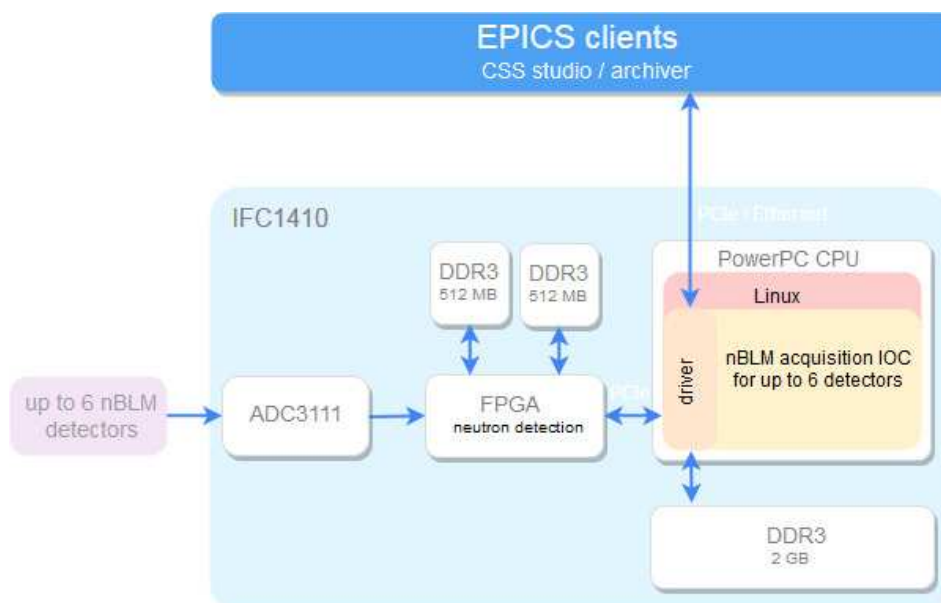 EPICS clients
CSS studio / archiver
IFC1410
PCIe / Ethernet
PowerPC CPU
DDR3
512 MB
DDR3
512 MB
Linux
nBLM acquisition IOC
for up to 6 detectors
driver
up to 6 nBLM
detectors
ADC3111
FPGA
neutron detection
PCIe
DDR3
2 GB